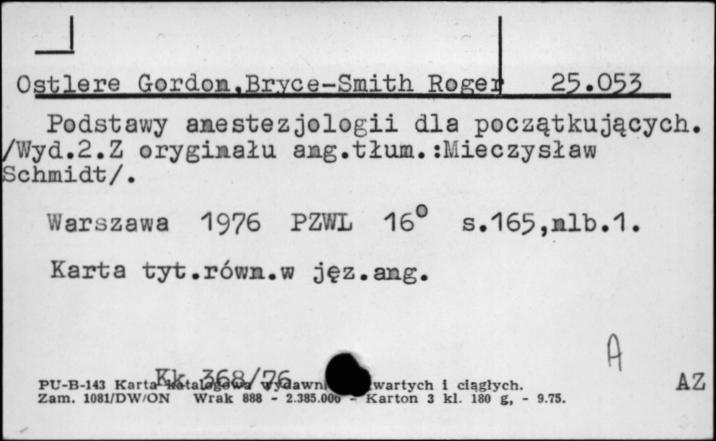 Ostlere Gordon,Bryce-Smith Roger 25.053
Podstawy anestezjologii dla początkujących.
/Wyd.2.Z oryginału ang.tłum.:Mieczysław
Schmidt/.
Warszawa 1976 PZWL 16° s.165,nlb.1.
Karta tyt.równ.w jęz.ang.
A
Kk 368/76
PU-B-143 Karta katalogowa wydawn wartych i ciągłych. AZ
Zam. 1081/DW/ON Wrak 888 - 2.385.000 - Karton 3 kl. 180 g, - 9.75.